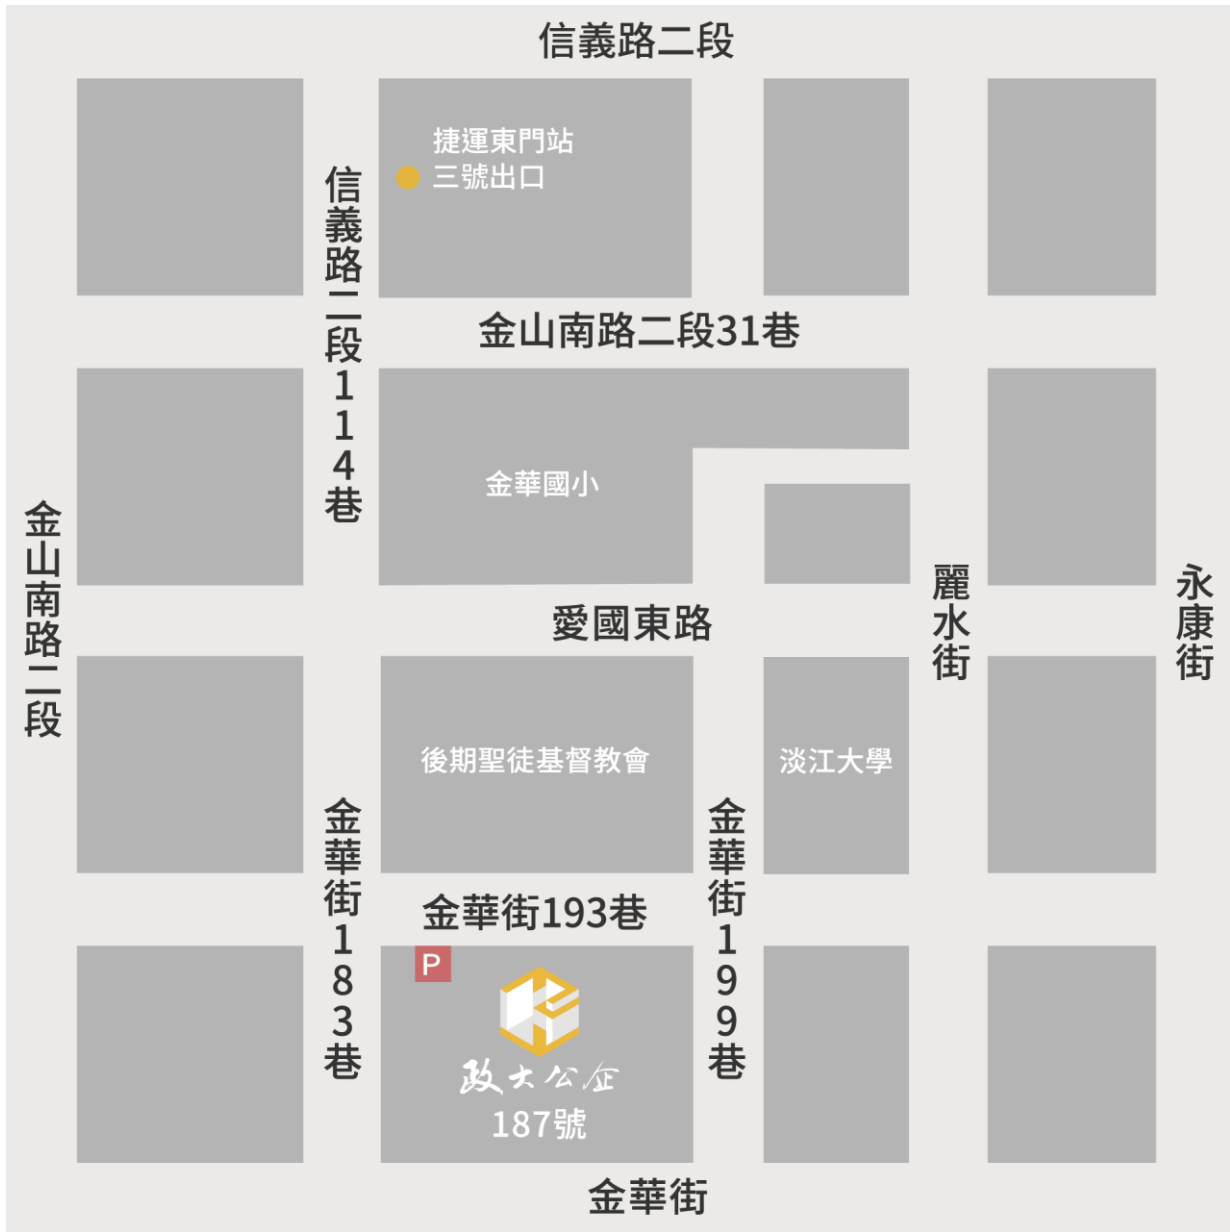 信義路二段
捷運東門站
三號出口
信義路二段114巷
金山南路二段31巷
金華國小
金山南路二段
愛國東路
麗水街
永康街
後期聖徒基督教會
淡江大學
金華街183巷
金華街193巷
金華街199巷
P
政大公企
187號
金華街